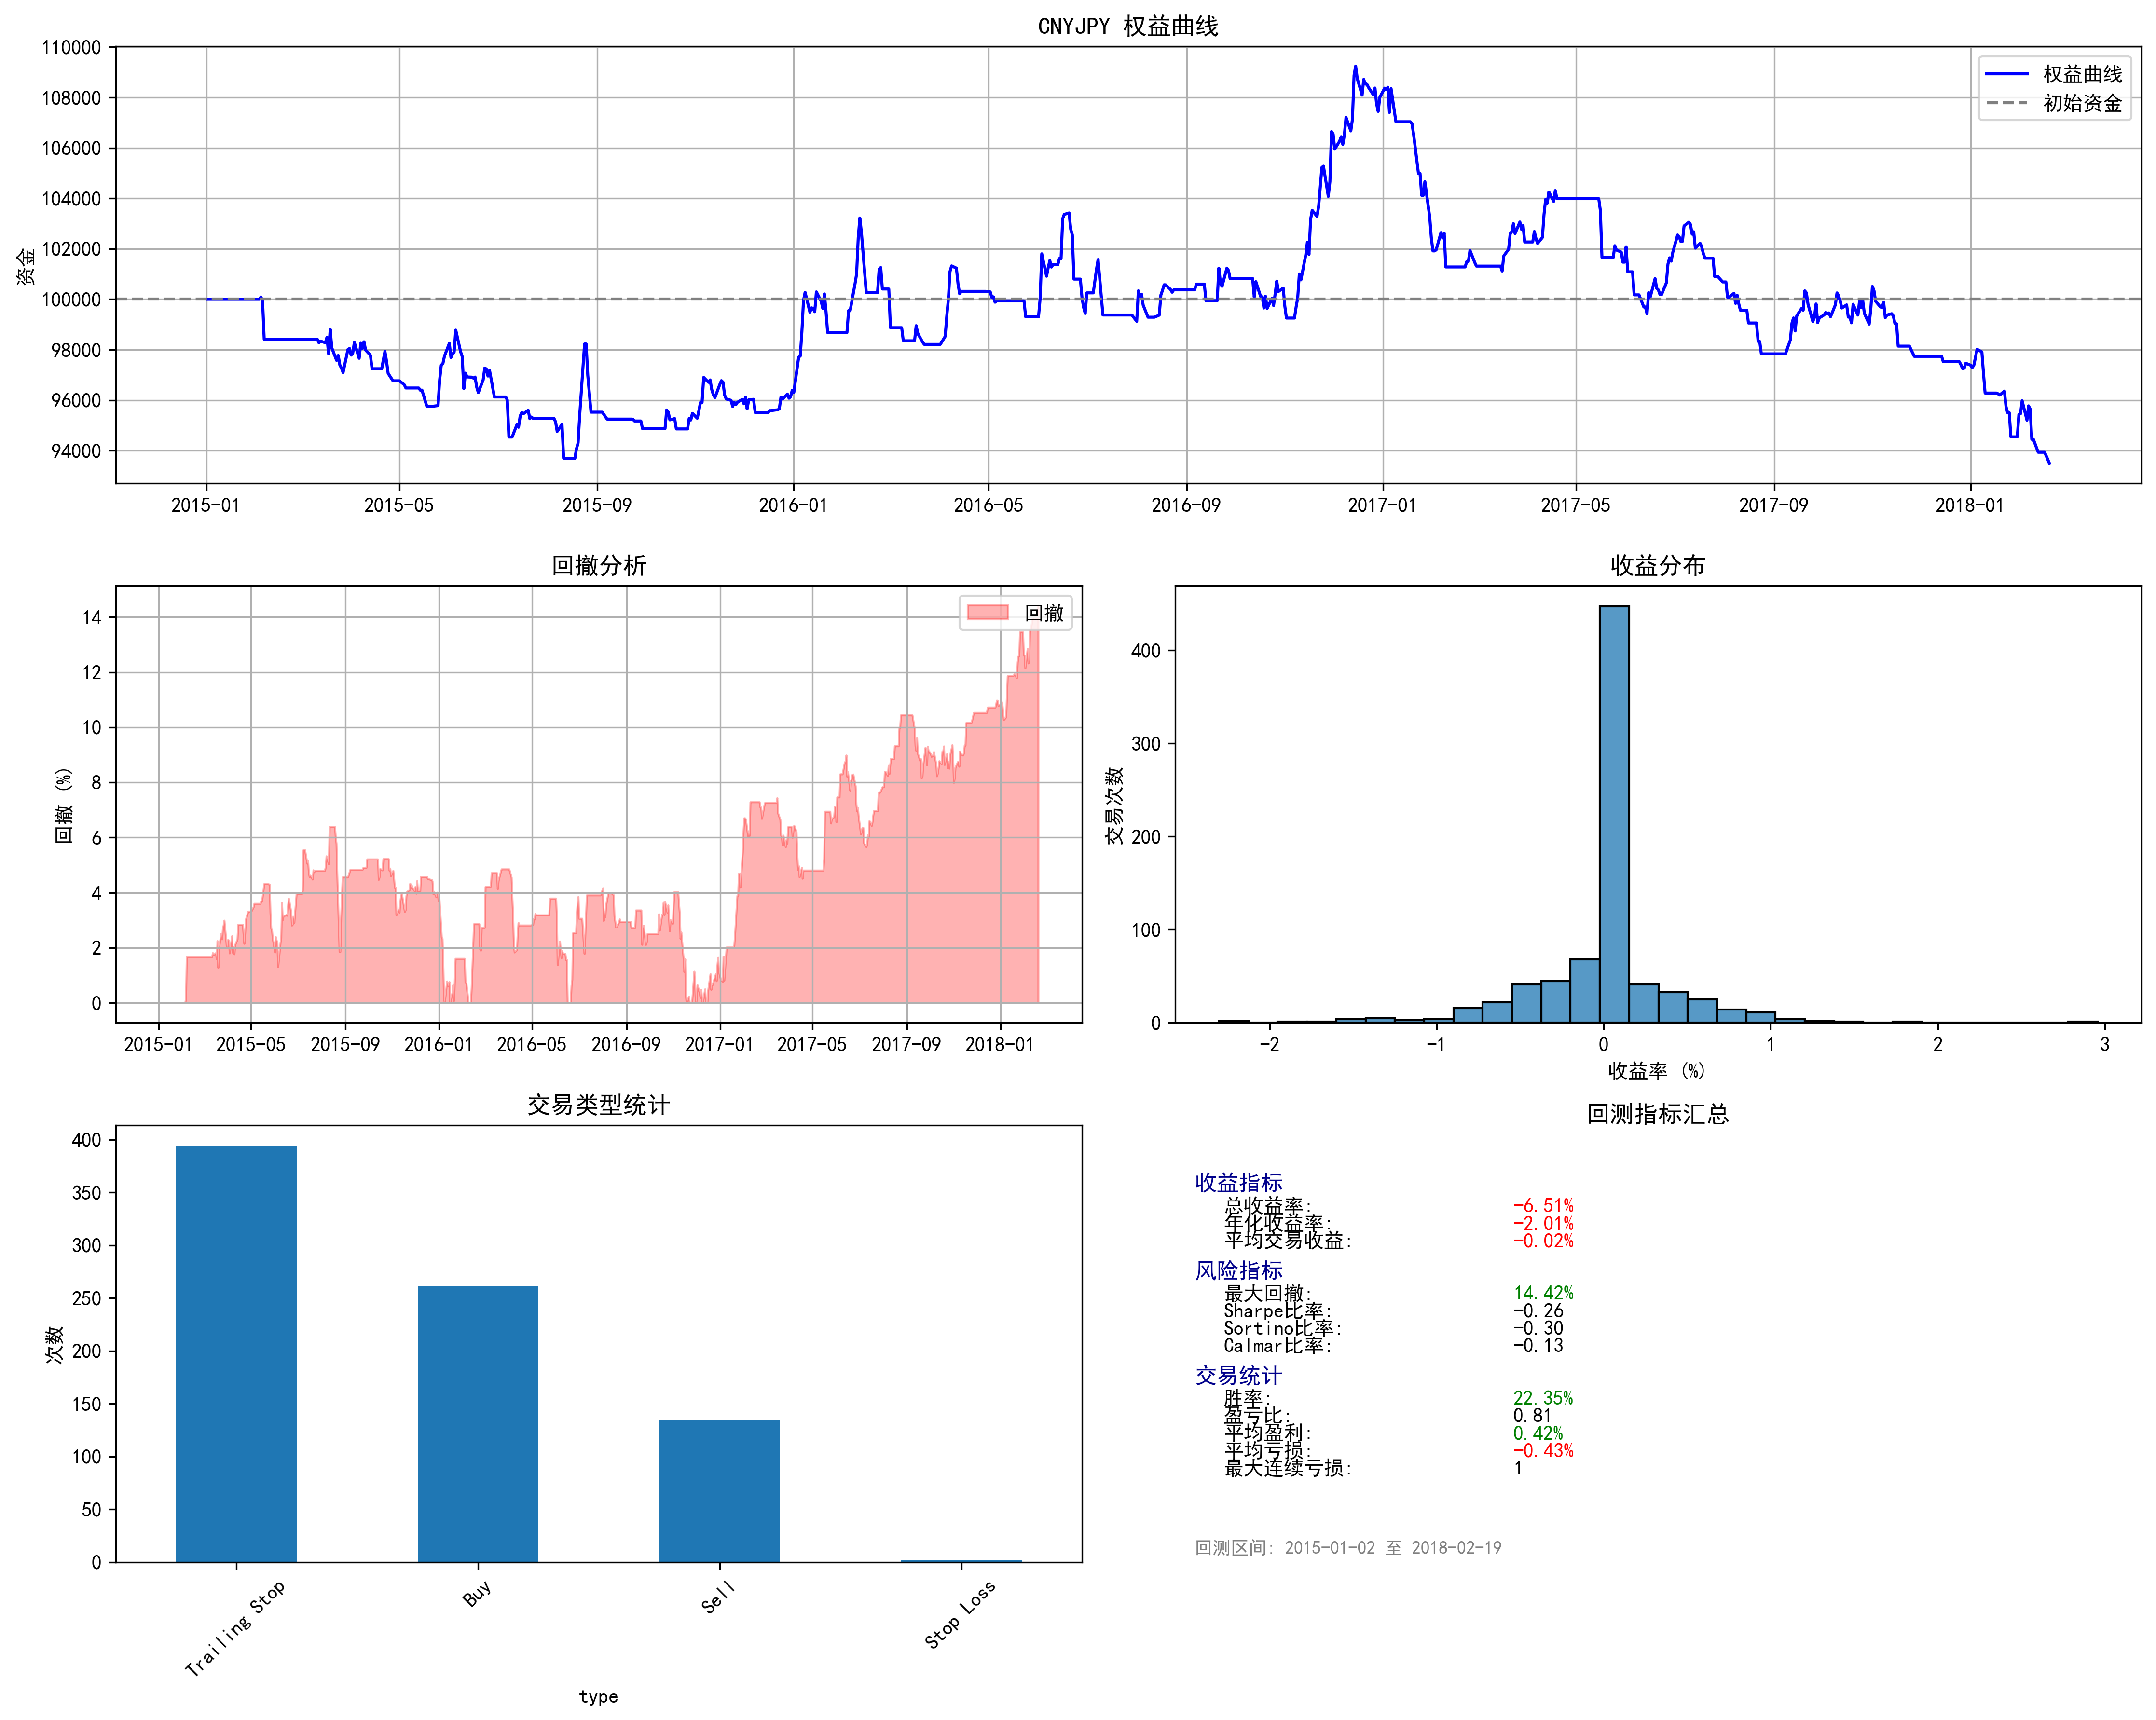 CNYJPY 权益曲线
110000
108000
106000
104000
102000
100000
98000
96000
94000
资金
权益曲线
初始资金
2015-01 2015-05 2015-09 2016-01 2016-05 2016-09 2017-01 2017-05 2017-09 2018-01
回撤分析
14
12
10
8
6
4
2
0
回撤 (%)
回撤
2015-01 2015-05 2015-09 2016-01 2016-05 2016-09 2017-01 2017-05 2017-09 2018-01
收益分布
400
300
200
100
0
交易次数
-2 -1 0 1 2 3
收益率 (%)
交易类型统计
400
350
300
250
200
150
100
50
0
次数
Trailing Stop Buy Sell Stop Loss
type
回测指标汇总
收益指标
总收益率: -6.51%
年化收益率: -2.01%
平均交易收益: -0.02%
风险指标
最大回撤: 14.42%
Sharpe比率: -0.26
Sortino比率: -0.30
Calmar比率: -0.13
交易统计
胜率: 22.35%
盈亏比: 0.81
平均盈利: 0.42%
平均亏损: -0.43%
最大连续亏损: 1
回测区间: 2015-01-02 至 2018-02-19